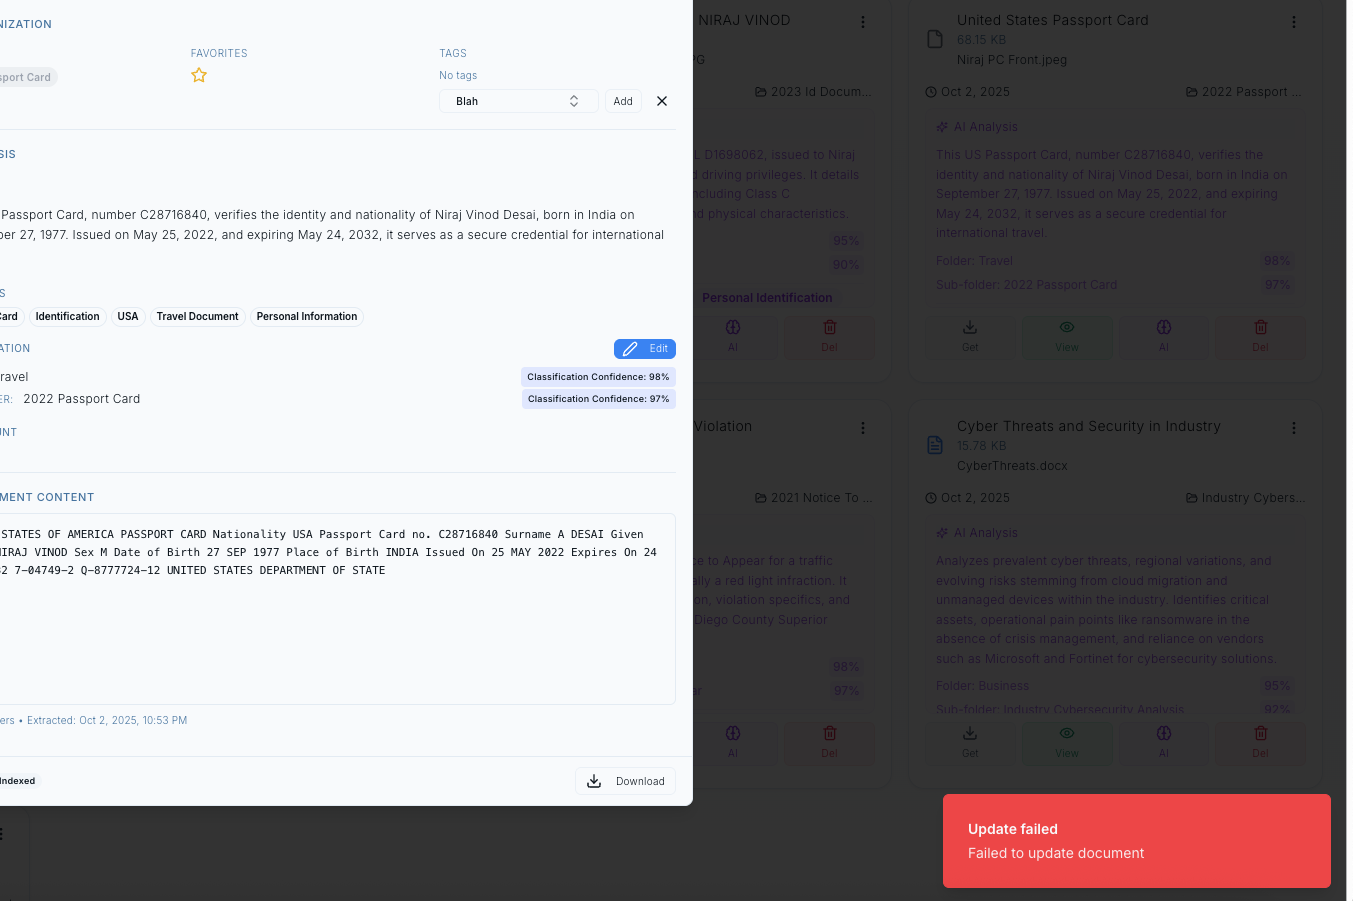 NIZATION
sport Card
FAVORITES
TAGS
No tags
Blah
Add
SIS
Passport Card, number C28716840, verifies the identity and nationality of Niraj Vinod Desai, born in India on
er 27, 1977. Issued on May 25, 2022, and expiring May 24, 2032, it serves as a secure credential for international
S
Card
Identification
USA
Travel Document
Personal Information
ATION
Edit
ravel
Classification Confidence: 98%
ER: 2022 Passport Card
Classification Confidence: 97%
UNT
MENT CONTENT
STATES OF AMERICA PASSPORT CARD Nationality USA Passport Card no. C28716840 Surname A DESAI Given
NIRAJ VINOD Sex M Date of Birth 27 SEP 1977 Place of Birth INDIA Issued On 25 MAY 2022 Expires On 24
32 7-04749-2 Q-8777724-12 UNITED STATES DEPARTMENT OF STATE
ers • Extracted: Oct 2, 2025, 10:53 PM
Indexed
Download
NIRAJ VINOD
PG
2023 Id Docum...
L D1698062, issued to Niraj
d driving privileges. It details
ncluding Class C
nd physical characteristics.
95%
90%
Personal Identification
AI
Del
United States Passport Card
68.15 KB
Niraj PC Front.jpeg
Oct 2, 2025
2022 Passport ...
AI Analysis
This US Passport Card, number C28716840, verifies the
identity and nationality of Niraj Vinod Desai, born in India on
September 27, 1977. Issued on May 25, 2022, and expiring
May 24, 2032, it serves as a secure credential for
international travel.
Folder: Travel
98%
Sub-folder: 2022 Passport Card
97%
Get
View
AI
Del
Violation
2021 Notice To ...
ce to Appear for a traffic
ally a red light infraction. It
on, violation specifics, and
Diego County Superior
98%
ar
97%
AI
Del
Cyber Threats and Security in Industry
15.78 KB
CyberThreats.docx
Oct 2, 2025
Industry Cybers...
AI Analysis
Analyzes prevalent cyber threats, regional variations, and
evolving risks stemming from cloud migration and
unmanaged devices within the industry. Identifies critical
assets, operational pain points like ransomware in the
absence of crisis management, and reliance on vendors
such as Microsoft and Fortinet for cybersecurity solutions.
Folder: Business
95%
Sub-folder: Industry Cybersecurity Analysis
92%
Get
View
AI
Del
Update failed
Failed to update document